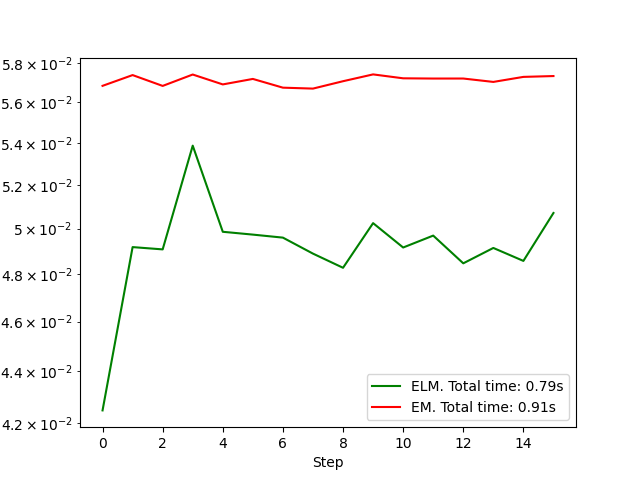 5.8 × 10⁻²
5.6 × 10⁻²
5.4 × 10⁻²
5.2 × 10⁻²
5 × 10⁻²
4.8 × 10⁻²
4.6 × 10⁻²
4.4 × 10⁻²
4.2 × 10⁻²
ELM. Total time: 0.79s
EM. Total time: 0.91s
0 2 4 6 8 10 12 14
Step